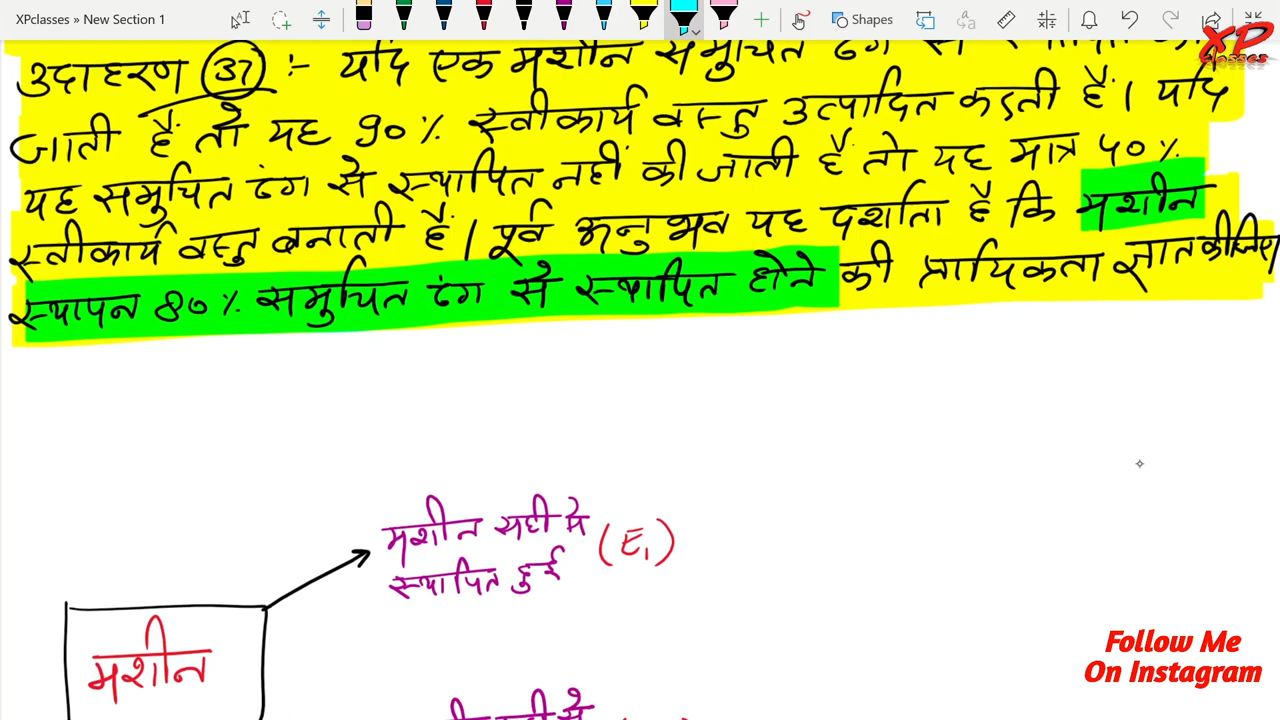 XPclasses » New Section 1
Shapes
XP
classes
उदाहरण (37) :- यदि एक मशीन समुचित ढंग से
जाती है तो यह 90% स्वीकार्य वस्तु उत्पादित करती है। यदि
यह समुचित ढंग से स्थापित नहीं की जाती है तो यह मात्र 40%
स्वीकार्य वस्तु बनाती है। पूर्व अनुभव यह दर्शाता है कि मशीन
स्थापन 80% समुचित ढंग से स्थापित होने की प्रायिकता ज्ञात कीजिए
मशीन सही से (E₁)
स्थापित हुई
मशीन
Follow Me
On Instagram